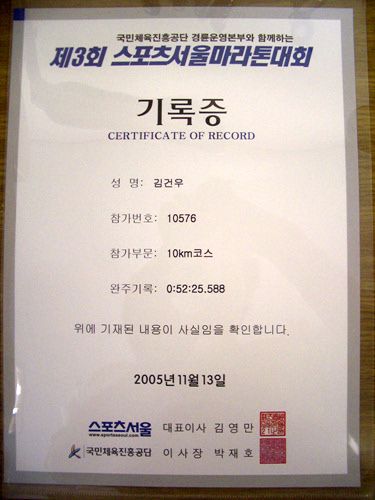 국민체육진흥공단 경륜운영본부와 함께하는
제3회 스포츠서울마라톤대회
기록증
CERTIFICATE OF RECORD
성 명: 김건우
참가번호: 10576
참가부문: 10km코스
완주기록: 0:52:25.588
위에 기재된 내용이 사실임을 확인합니다.
2005년11월13일
스포츠서울 대표이사 김영만
www.sportsseoul.com
국민체육진흥공단 이사장 박재호